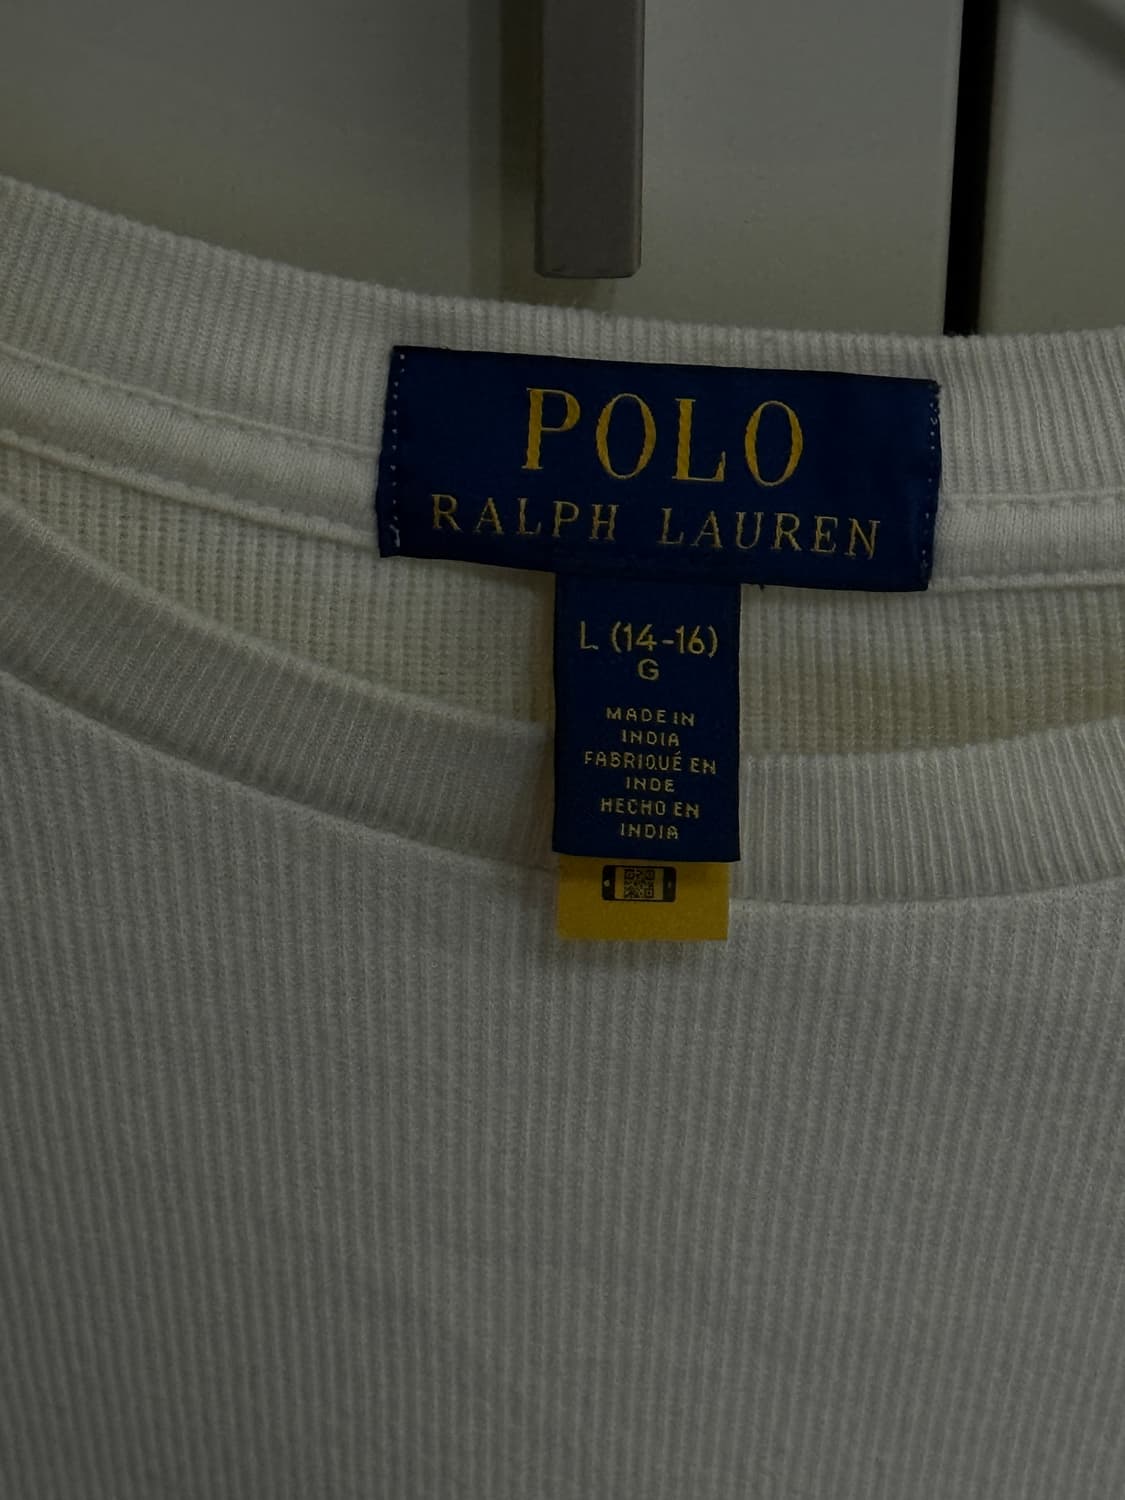 POLO
RALPH LAUREN
L (14-16)
G
MADE IN
INDIA
FABRIQUÉ EN
INDE
HECHO EN
INDIA